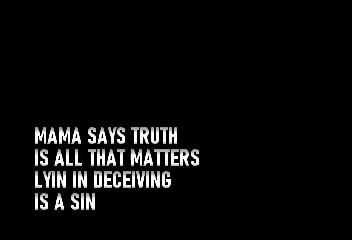 MAMA SAYS TRUTH
IS ALL THAT MATTERS
LYIN IN DECEIVING
IS A SIN